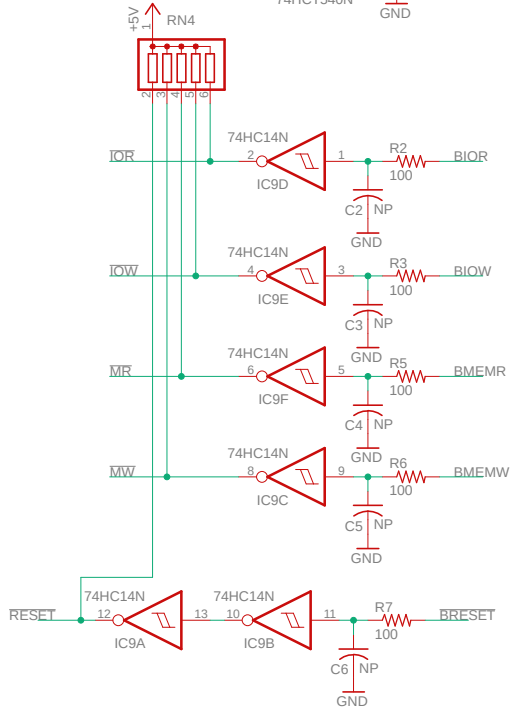 74HCT540N
GND
+5V
1
RN4
2 3 4 5 6
74HC14N
IOR 2 1 R2 BIOR
100
IC9D
C2 NP
GND
74HC14N
IOW 4 3 R3 BIOW
100
IC9E
C3 NP
GND
74HC14N
MR 6 5 R5 BMEMR
100
IC9F
C4 NP
GND
74HC14N
MW 8 9 R6 BMEMW
100
IC9C
C5 NP
GND
74HC14N 74HC14N
RESET 12 13 10 11 R7 BRESET
100
IC9A IC9B
C6 NP
GND